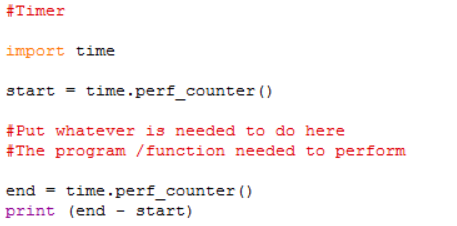 #Timer
import time
start = time.perf_counter()
#Put whatever is needed to do here
#The program /function needed to perform
end = time.perf_counter()
print (end - start)